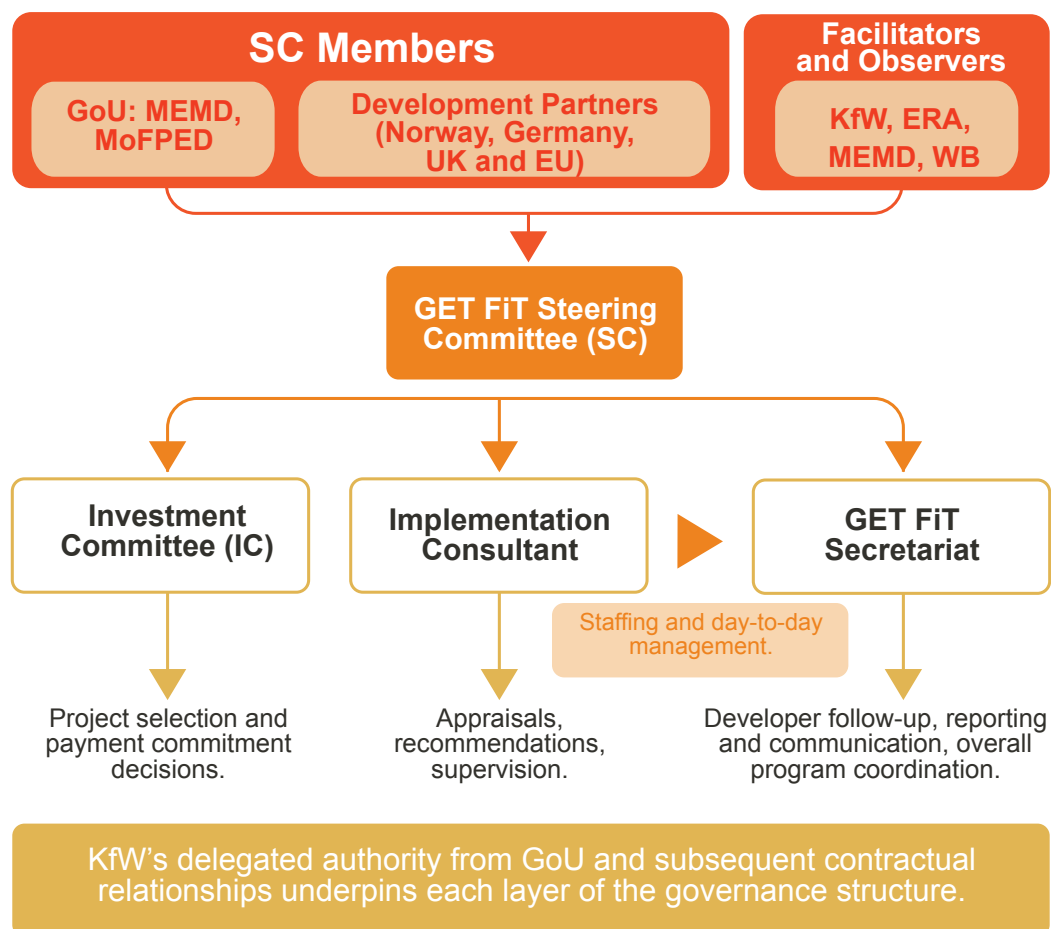 SC Members
GoU: MEMD,
MoFPED
Development Partners
(Norway, Germany,
UK and EU)
Facilitators
and Observers
KfW, ERA,
MEMD, WB
GET FiT Steering
Committee (SC)
Investment
Committee (IC)
Implementation
Consultant
GET FiT
Secretariat
Staffing and day-to-day
management.
Project selection and
payment commitment
decisions.
Appraisals,
recommendations,
supervision.
Developer follow-up, reporting
and communication, overall
program coordination.
KfW's delegated authority from GoU and subsequent contractual
relationships underpins each layer of the governance structure.